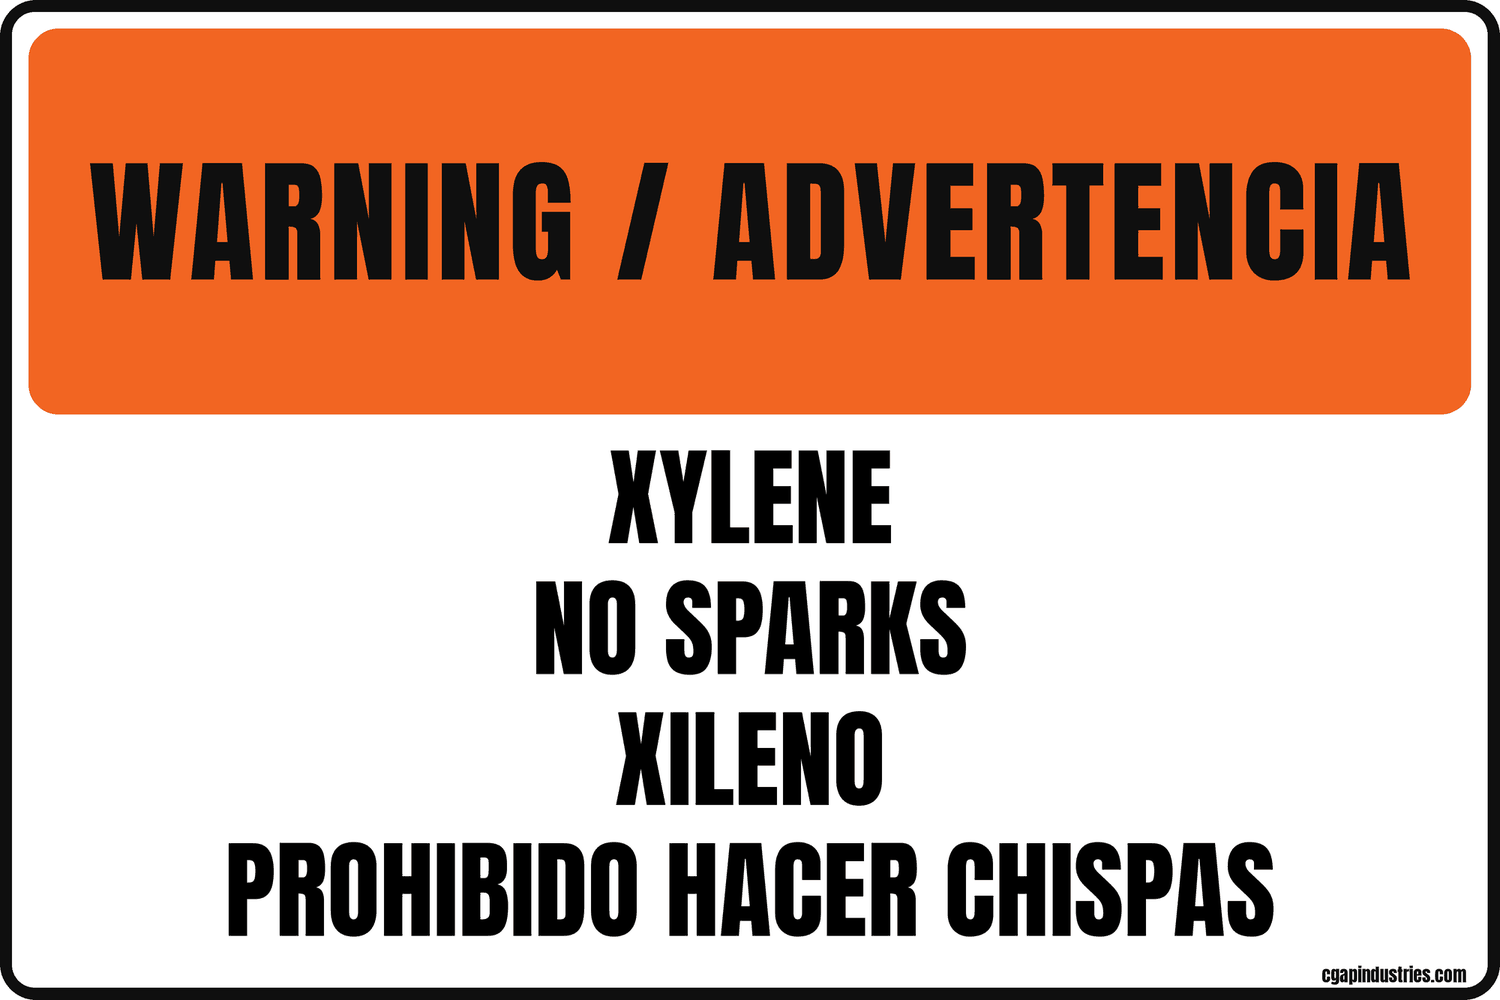 WARNING / ADVERTENCIA
XYLENE
NO SPARKS
XILENO
PROHIBIDO HACER CHISPAS
cgapindustries.com